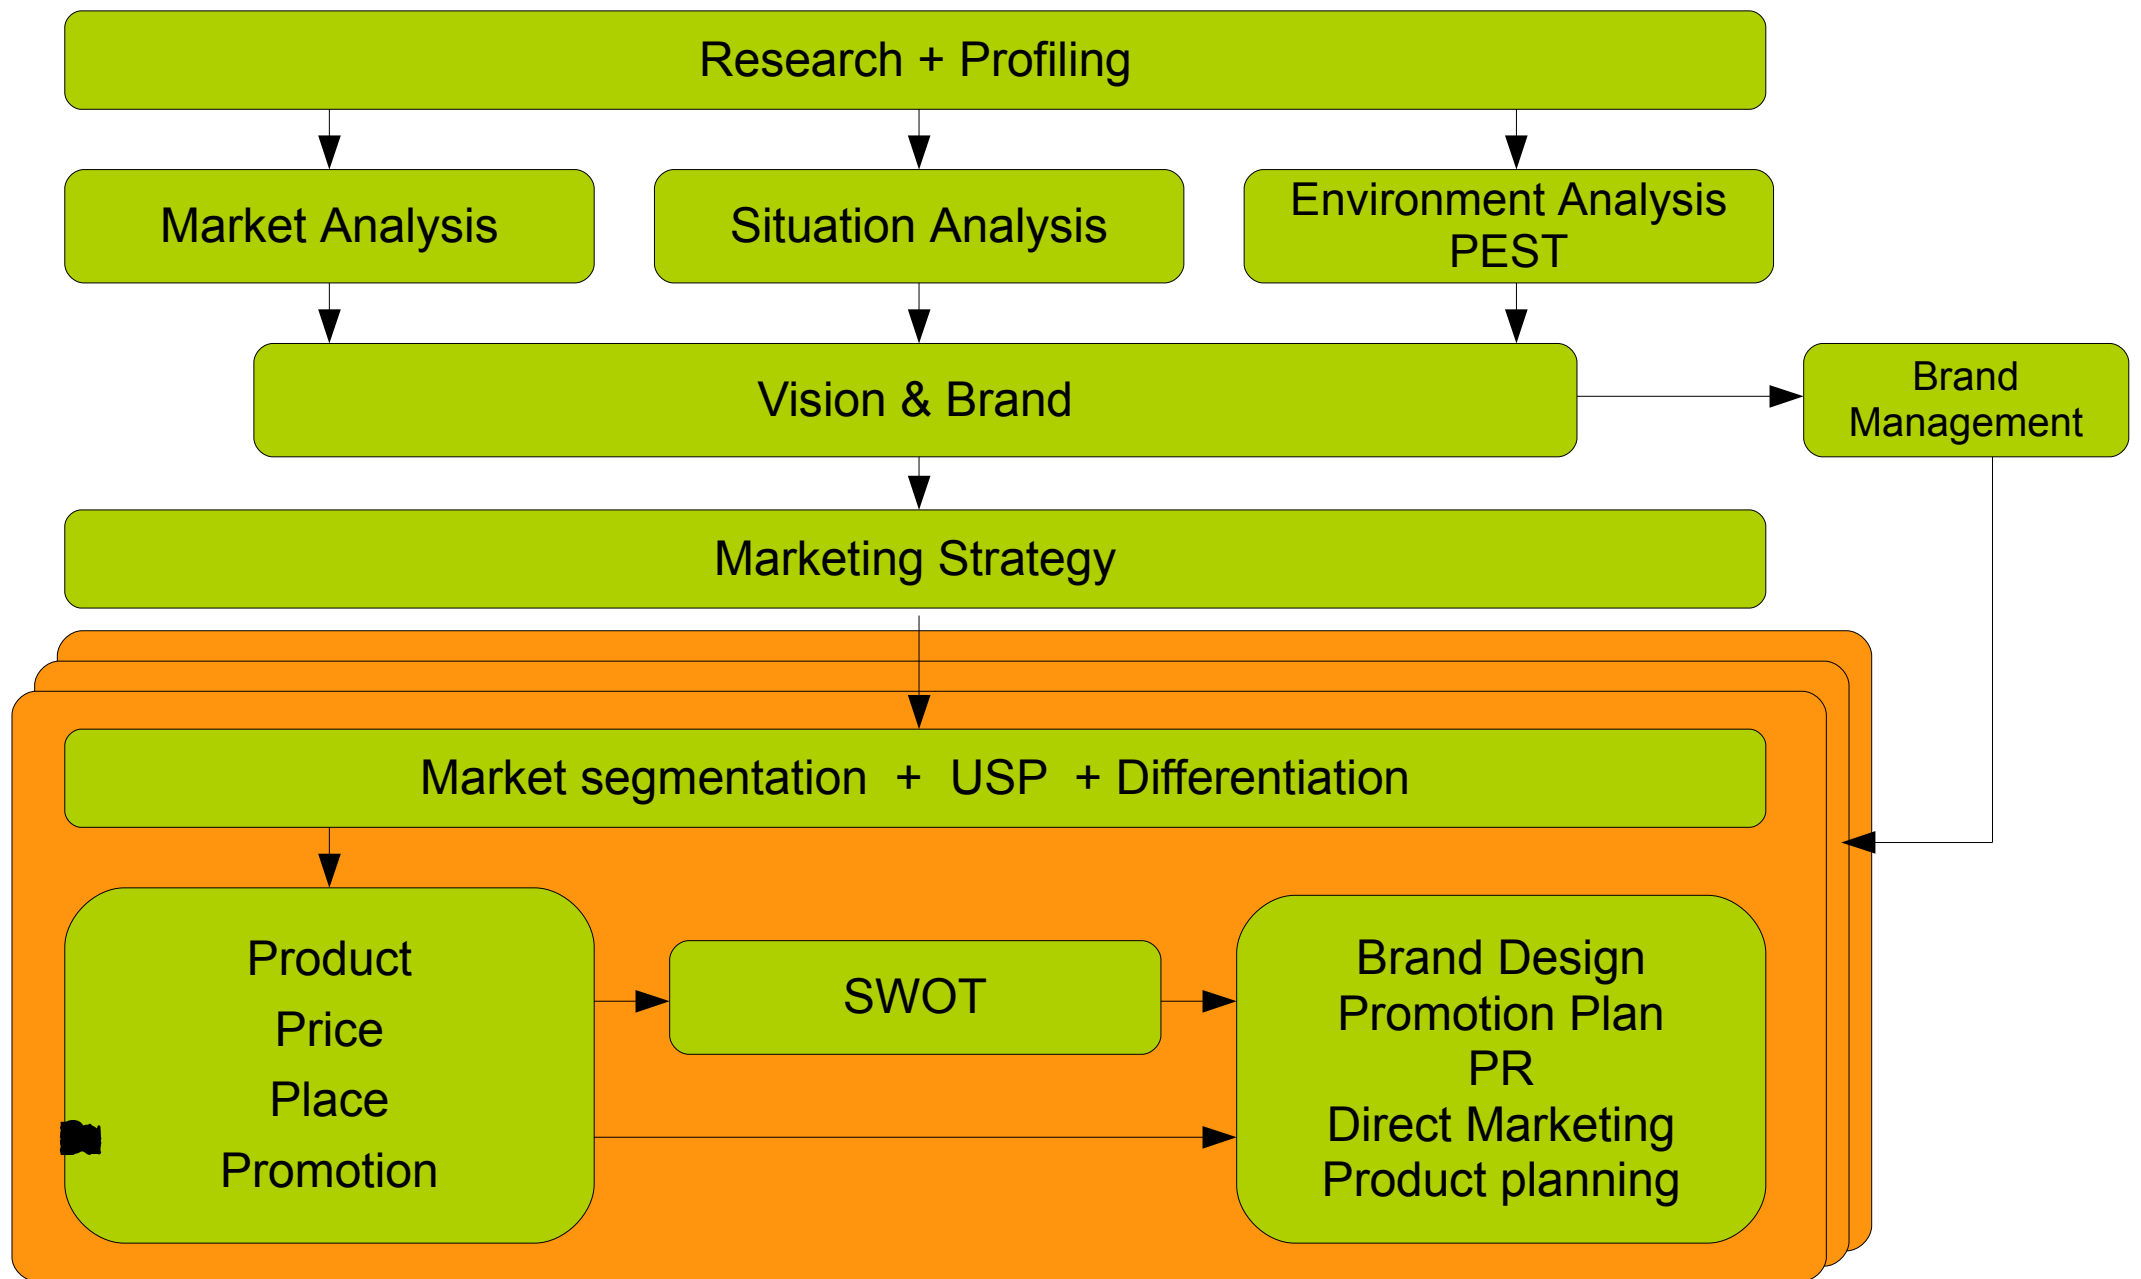 Research + Profiling
Market Analysis
Situation Analysis
Environment Analysis
PEST
Vision & Brand
Brand
Management
Marketing Strategy
Market segmentation + USP + Differentiation
Product
Price
Place
Promotion
SWOT
Brand Design
Promotion Plan
PR
Direct Marketing
Product planning